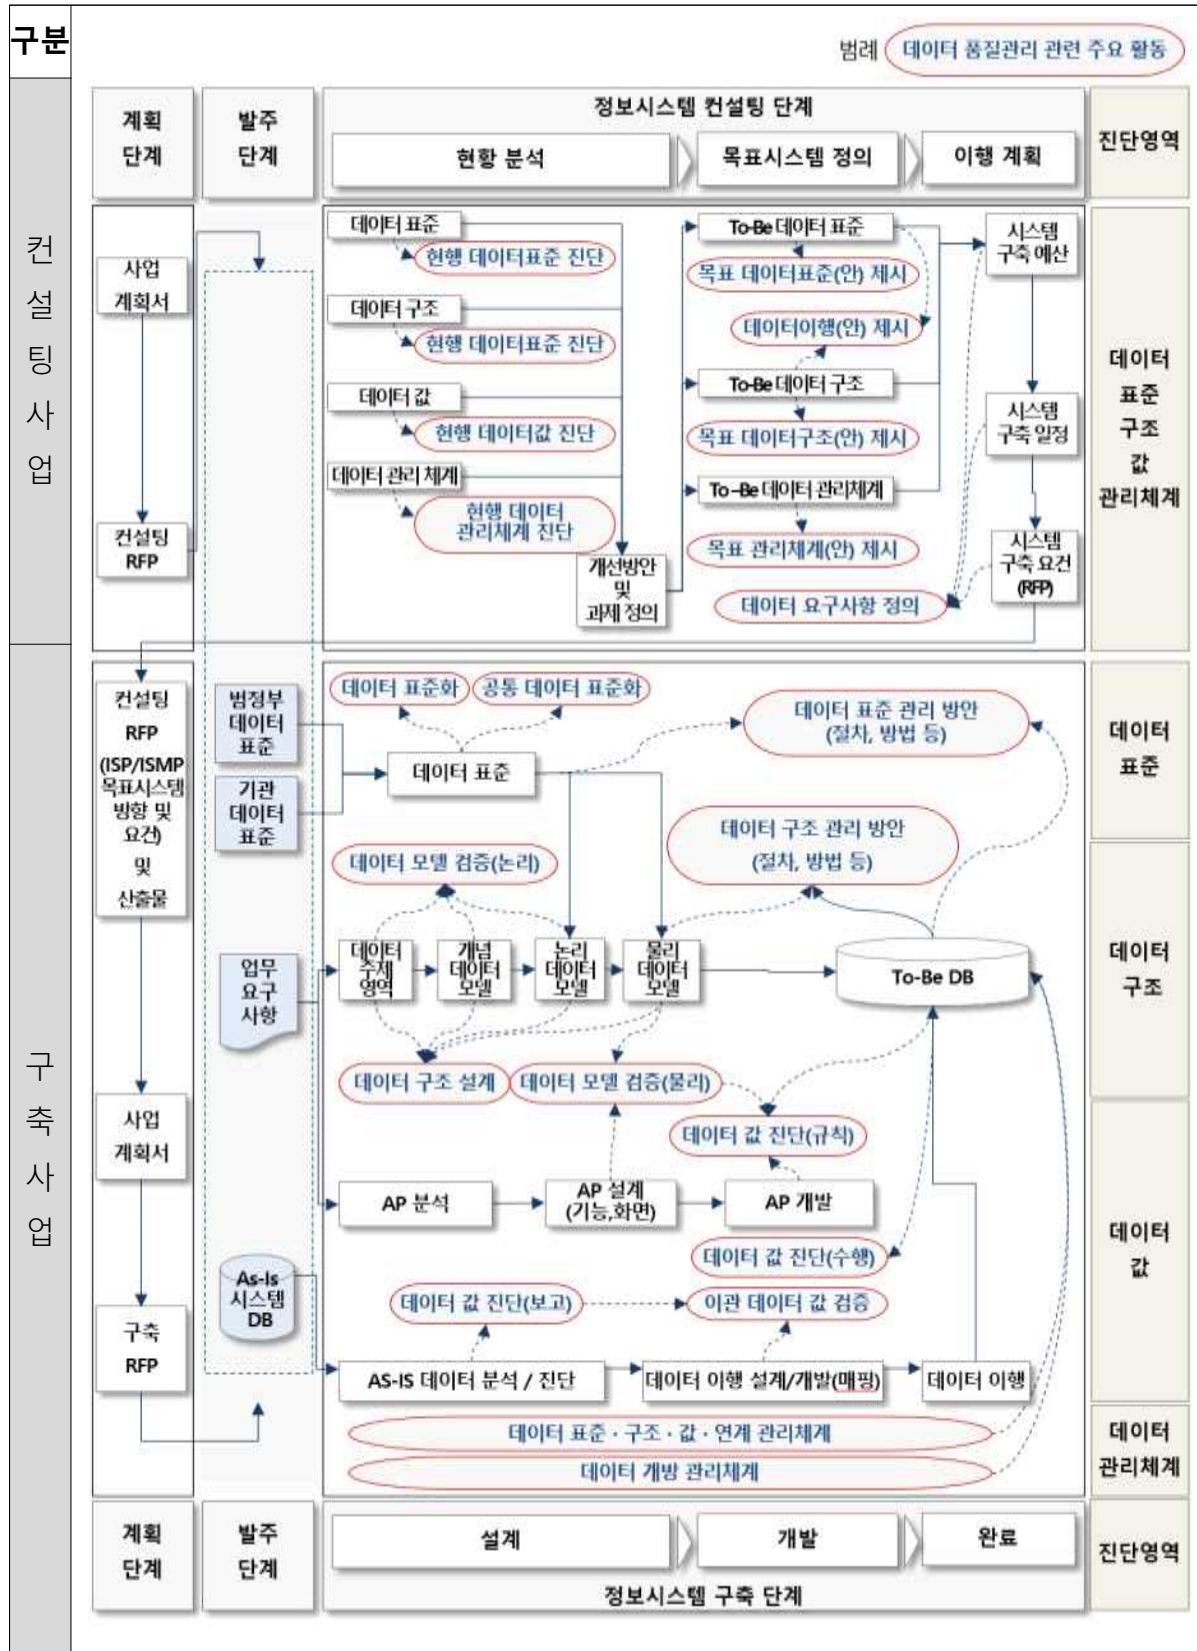 구분
범례
데이터 품질관리 관련 주요 활동
계획
단계
발주
단계
정보시스템 컨설팅 단계
현황 분석
목표시스템 정의
이행 계획
진단영역
컨
설
팅
사
업
사업
계획서
컨설팅
RFP
데이터 표준
현행 데이터표준 진단
데이터 구조
현행 데이터표준 진단
데이터 값
현행 데이터값 진단
데이터 관리 체계
현행 데이터
관리체계 진단
개선방안
및
과제 정의
To-Be 데이터 표준
목표 데이터표준(안) 제시
데이터이행(안) 제시
To-Be 데이터 구조
목표 데이터구조(안) 제시
To-Be 데이터 관리체계
목표 관리체계(안) 제시
데이터 요구사항 정의
시스템
구축 예산
시스템
구축 일정
시스템
구축 요건
(RFP)
데이터
표준
구조
값
관리체계
구
축
사
업
컨설팅
RFP
(ISP/ISMP
목표시스템
방향 및
요건)
및
산출물
사업
계획서
구축
RFP
범정부
데이터
표준
기관
데이터
표준
업무
요구
사항
As-Is
시스템
DB
데이터 표준화
공통 데이터 표준화
데이터 표준 관리 방안
(절차, 방법 등)
데이터 표준
데이터 구조 관리 방안
(절차, 방법 등)
데이터 모델 검증(논리)
데이터
주제
영역
개념
데이터
모델
논리
데이터
모델
물리
데이터
모델
To-Be DB
데이터 구조 설계
데이터 모델 검증(물리)
데이터 값 진단(규칙)
AP 분석
AP 설계
(기능,화면)
AP 개발
데이터 값 진단(수행)
데이터 값 진단(보고)
이관 데이터 값 검증
AS-IS 데이터 분석 / 진단
데이터 이행 설계/개발(매핑)
데이터 이행
데이터 표준 · 구조 · 값 · 연계 관리체계
데이터 개방 관리체계
데이터
표준
데이터
구조
데이터
값
데이터
관리체계
계획
단계
발주
단계
설계
개발
완료
정보시스템 구축 단계
진단영역